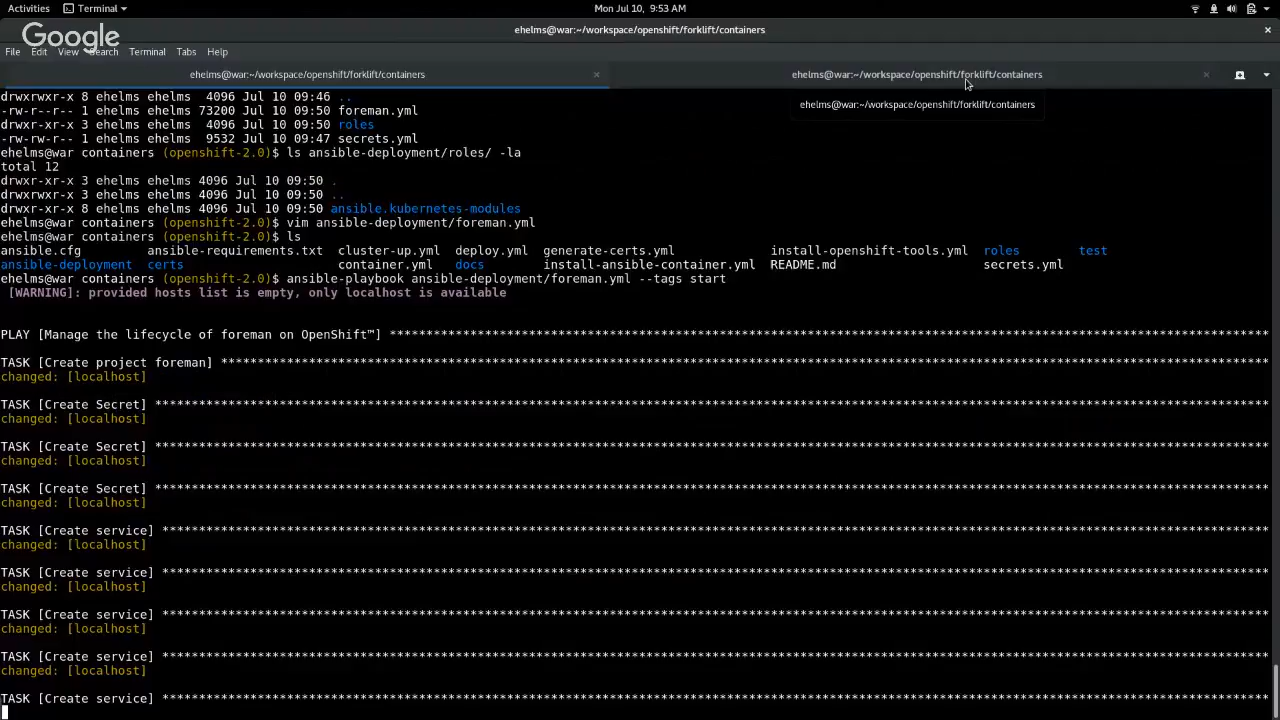 Activities Terminal Mon Jul 10, 9:53 AM
Google
ehelms@war:~/workspace/openshift/forklift/containers
File Edit View Search Terminal Tabs Help
ehelms@war:~/workspace/openshift/forklift/containers ehelms@war:~/workspace/openshift/forklift/containers
ehelms@war:~/workspace/openshift/forklift/containers
drwxrwxr-x 8 ehelms ehelms  4096 Jul 10 09:46 ..
-rw-r--r-- 1 ehelms ehelms 73200 Jul 10 09:50 foreman.yml
drwxrwxr-x 3 ehelms ehelms  4096 Jul 10 09:50 roles
-rw-rw-r-- 1 ehelms ehelms  9532 Jul 10 09:47 secrets.yml
ehelms@war containers (openshift-2.0)$ ls ansible-deployment/roles/ -la
total 12
drwxrwxr-x 3 ehelms ehelms 4096 Jul 10 09:50 .
drwxrwxr-x 3 ehelms ehelms 4096 Jul 10 09:50 ..
drwxr-xr-x 8 ehelms ehelms 4096 Jul 10 09:50 ansible.kubernetes-modules
ehelms@war containers (openshift-2.0)$ vim ansible-deployment/foreman.yml
ehelms@war containers (openshift-2.0)$ ls
ansible.cfg ansible-requirements.txt cluster-up.yml deploy.yml generate-certs.yml install-openshift-tools.yml roles test
ansible-deployment certs container.yml docs install-ansible-container.yml README.md secrets.yml
ehelms@war containers (openshift-2.0)$ ansible-playbook ansible-deployment/foreman.yml --tags start
[WARNING]: provided hosts list is empty, only localhost is available
PLAY [Manage the lifecycle of foreman on OpenShift™] ************************************************************************************************************************
TASK [Create project foreman] ***********************************************************************************************************************************************
changed: [localhost]
TASK [Create Secret] ********************************************************************************************************************************************************
changed: [localhost]
TASK [Create Secret] ********************************************************************************************************************************************************
changed: [localhost]
TASK [Create Secret] ********************************************************************************************************************************************************
changed: [localhost]
TASK [Create service] *******************************************************************************************************************************************************
changed: [localhost]
TASK [Create service] *******************************************************************************************************************************************************
changed: [localhost]
TASK [Create service] *******************************************************************************************************************************************************
changed: [localhost]
TASK [Create service] *******************************************************************************************************************************************************
changed: [localhost]
TASK [Create service] *******************************************************************************************************************************************************